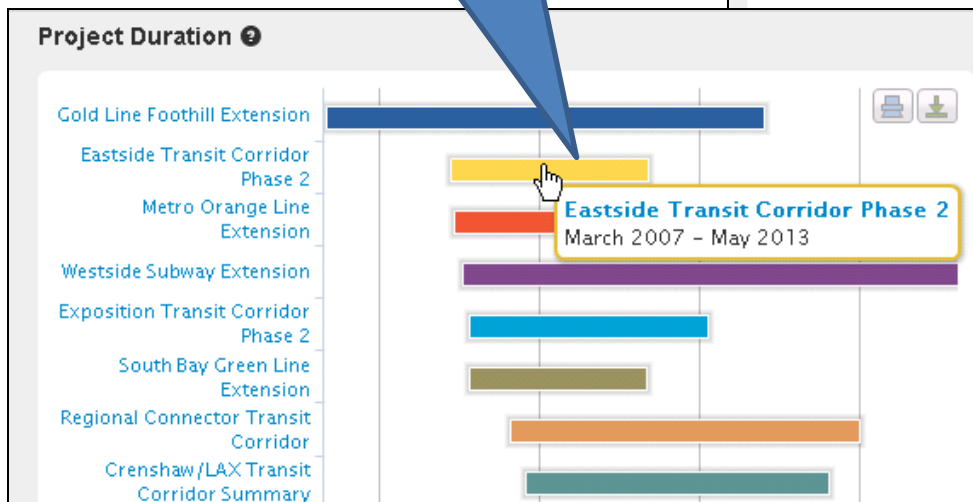 Project Duration ?
Gold Line Foothill Extension
Eastside Transit Corridor
Phase 2
Metro Orange Line
Extension
Eastside Transit Corridor Phase 2
March 2007 – May 2013
Westside Subway Extension
Exposition Transit Corridor
Phase 2
South Bay Green Line
Extension
Regional Connector Transit
Corridor
Crenshaw/LAX Transit
Corridor Summary